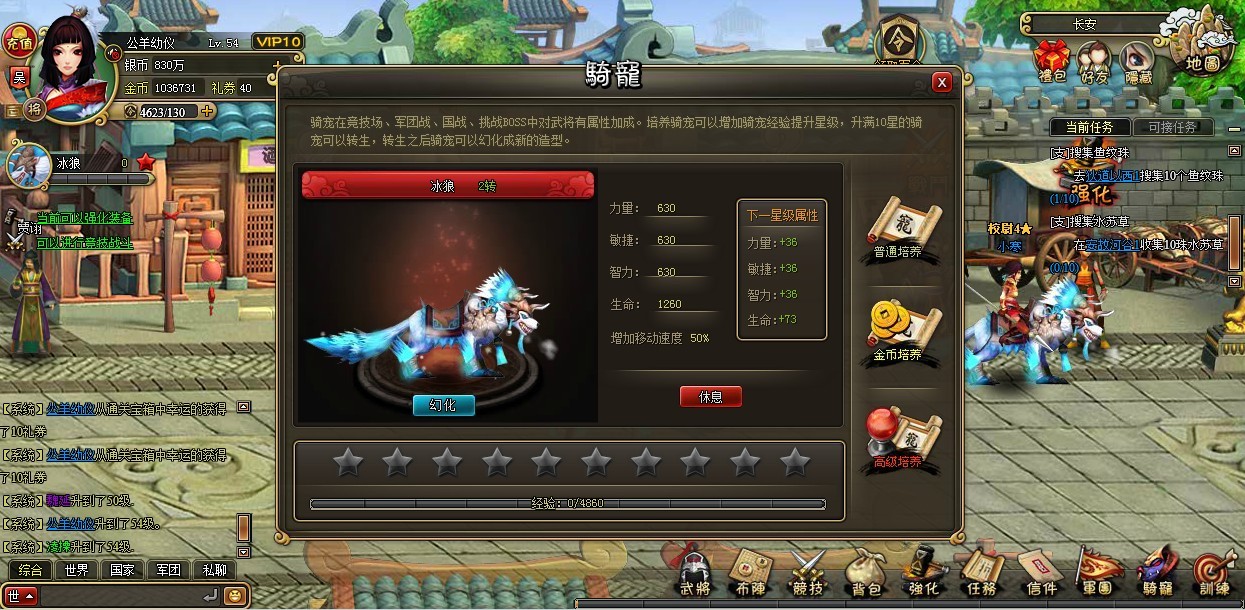 充值
公羊幼仪 Lv.54 VIP10
吴
银币 830万
金币 1036731 礼券 40
将
4623/130
冰狼 0
当前可以强化装备
贾诩
可以进行竞技战斗
長安
禮包 好友 隱藏 地圖
当前任务 可接任务
[支]搜集鱼纹珠
搜集10个鱼纹珠
(1/10)
强化
[支]搜集水苏草
收集10珠水苏草
(0/10)
校尉4★
小寒
騎寵
X
骑宠在竞技场、军团战、国战、挑战BOSS中对武将有属性加成。培养骑宠可以增加骑宠经验提升星级，升满10星的骑
宠可以转生，转生之后骑宠可以幻化成新的造型。
冰狼 2转
力量： 630
敏捷： 630
智力： 630
生命： 1260
增加移动速度 50%
下一星级属性
力量:+36
敏捷:+36
智力:+36
生命:+73
幻化
休息
经验：0/4860
普通培养
金币培养
高级培养
【系统】公羊幼仪从通关宝箱中幸运的获得
了10礼券
【系统】公羊幼仪从通关宝箱中幸运的获得
了10礼券
【系统】魏延升到了50级.
【系统】公羊幼仪升到了54级。
【系统】凌操升到了54级.
综合 世界 国家 军团 私聊
世
武將 布陣 競技 背包 強化 任務 信件 軍團 騎寵 訓練